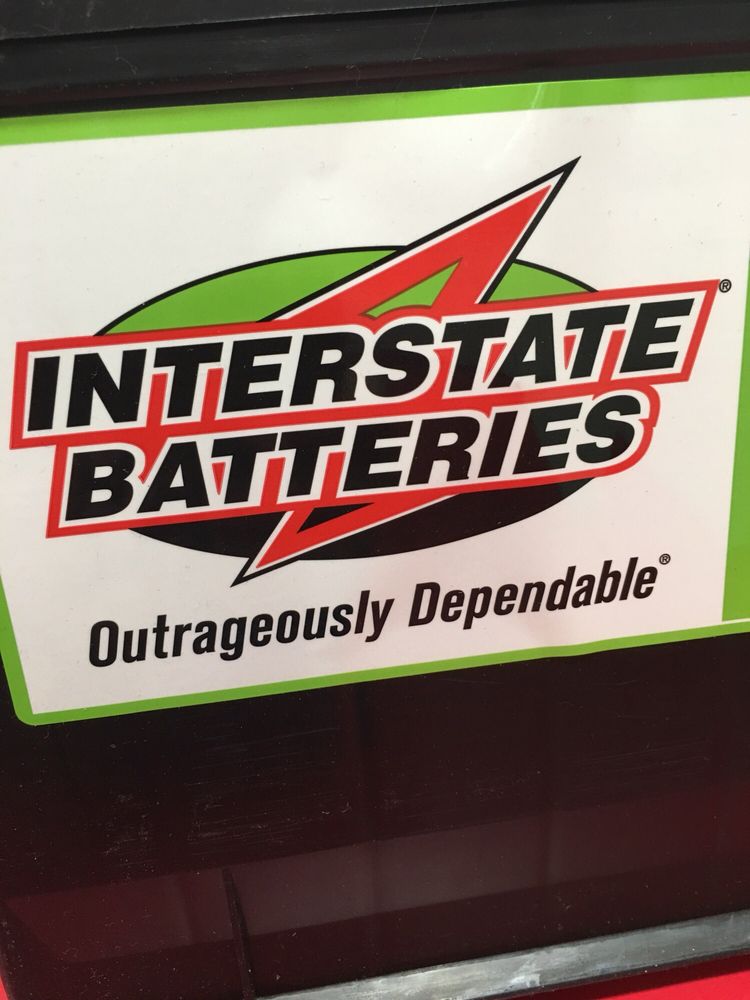 INTERSTATE®
BATTERIES
Outrageously Dependable®